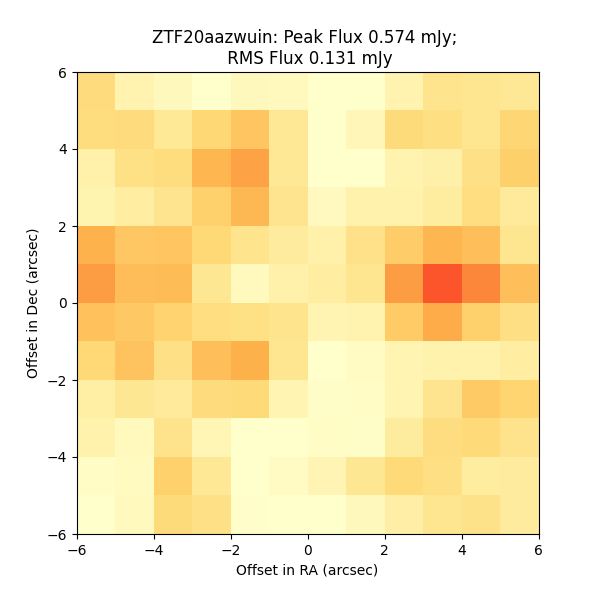 ZTF20aazwuin: Peak Flux 0.574 mJy;
RMS Flux 0.131 mJy
6
4
2
0
−2
−4
−6
Offset in Dec (arcsec)
−6 −4 −2 0 2 4 6
Offset in RA (arcsec)